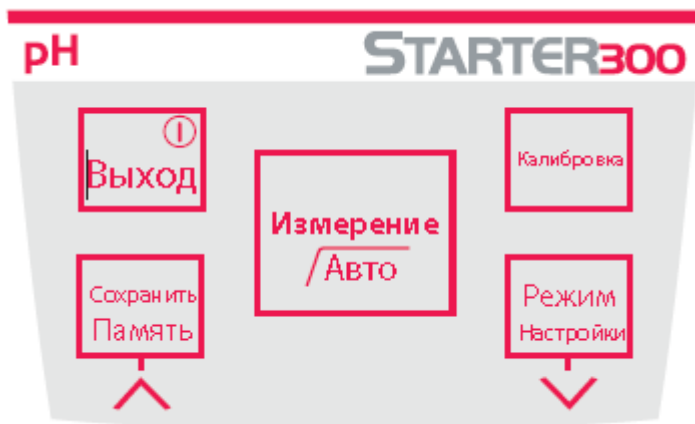 pH
STARTER300
Выход
Калибровка
Измерение
Авто
Сохранить
Память
Режим
Настройки